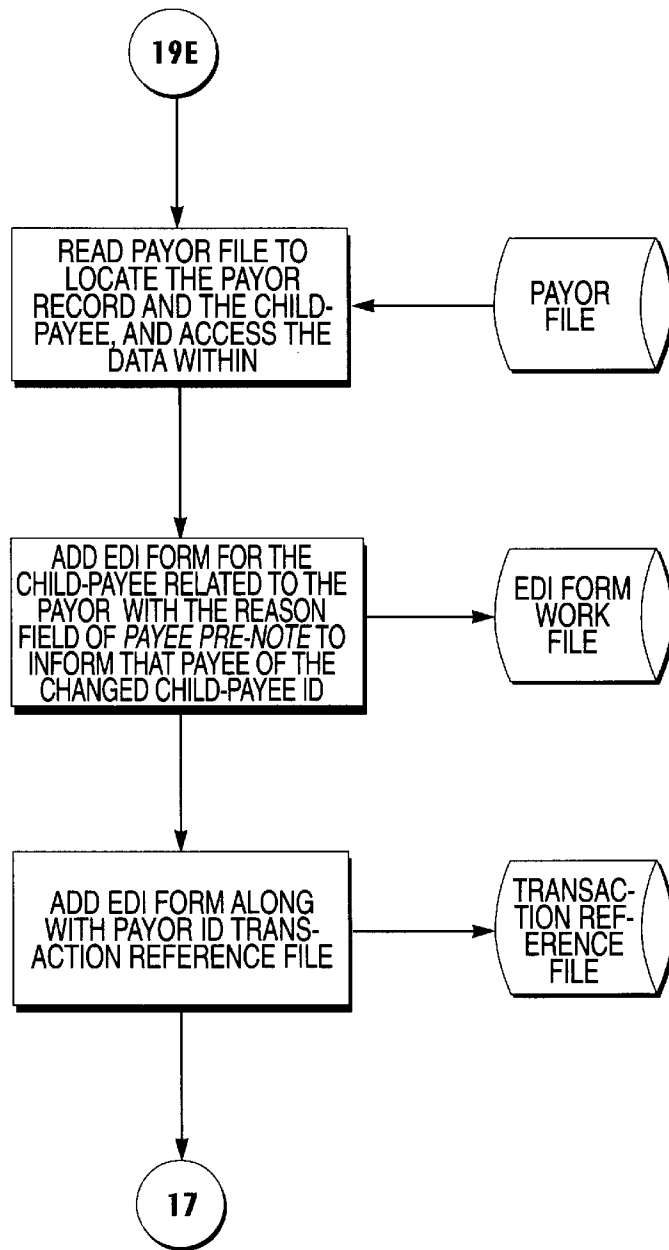 19E
READ PAYOR FILE TO
LOCATE THE PAYOR
RECORD AND THE CHILD-
PAYEE, AND ACCESS THE
DATA WITHIN
PAYOR
FILE
ADD EDI FORM FOR THE
CHILD-PAYEE RELATED TO THE
PAYOR WITH THE REASON
FIELD OF PAYEE PRE-NOTE TO
INFORM THAT PAYEE OF THE
CHANGED CHILD-PAYEE ID
EDI FORM
WORK
FILE
ADD EDI FORM ALONG
WITH PAYOR ID TRANS-
ACTION REFERENCE FILE
TRANSAC-
TION REF-
ERENCE
FILE
17